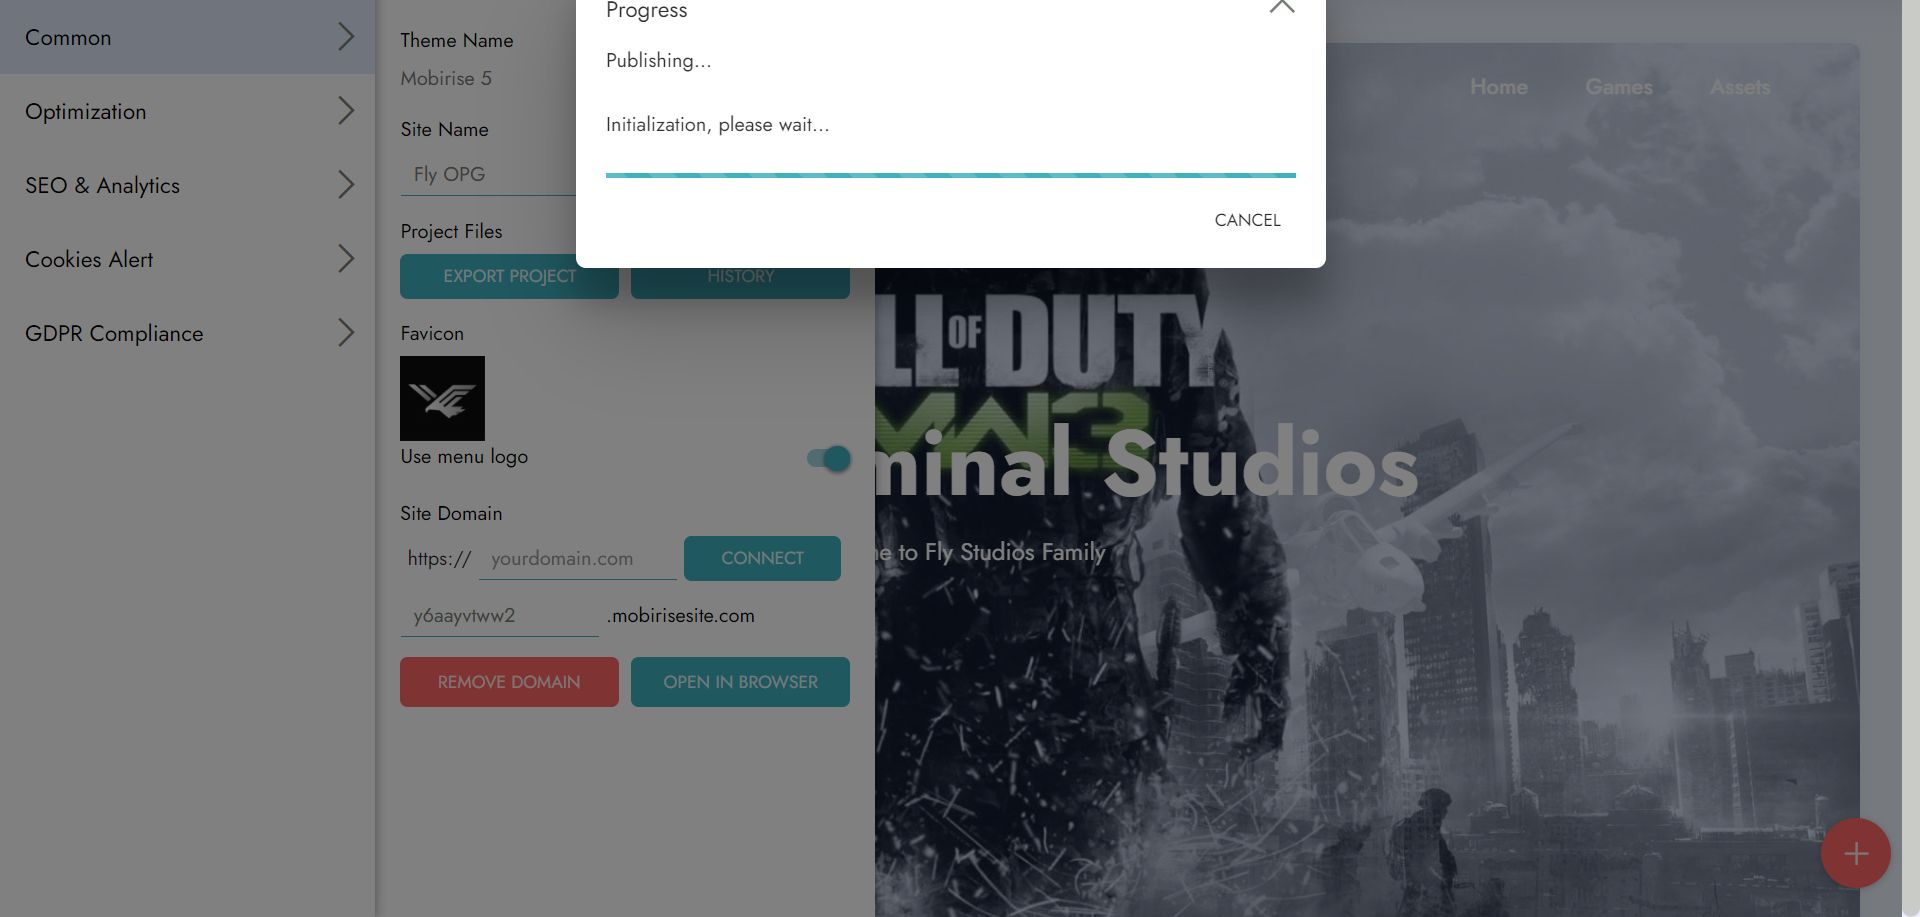 Common
Optimization
SEO & Analytics
Cookies Alert
GDPR Compliance
Theme Name
Mobirise 5
Site Name
Fly OPG
Project Files
EXPORT PROJECT
HISTORY
Favicon
Use menu logo
Site Domain
https://
yourdomain.com
CONNECT
y6aayvtww2
.mobirisesite.com
REMOVE DOMAIN
OPEN IN BROWSER
Progress
Publishing...
Initialization, please wait...
CANCEL
Home Games Assets
LL OF DUTY
MW3
minal Studios
ne to Fly Studios Family